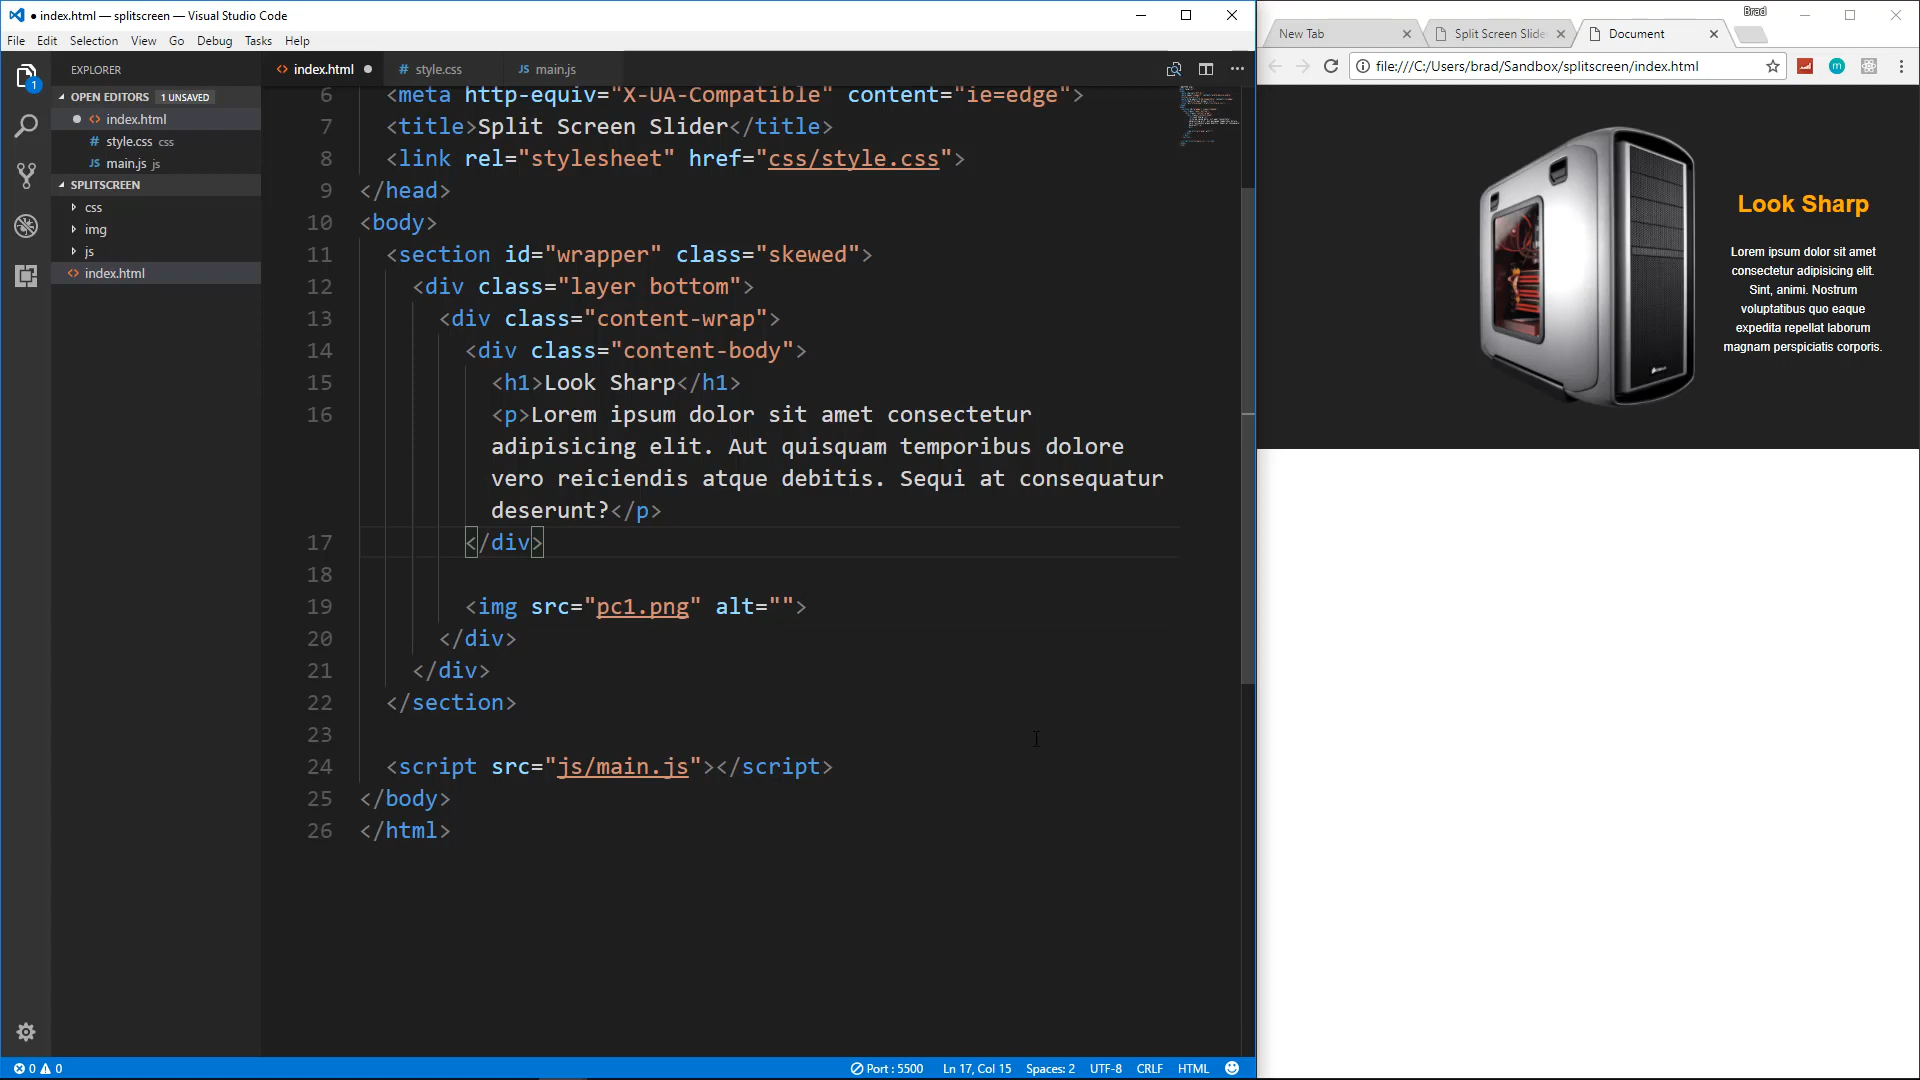 ● index.html — splitscreen — Visual Studio Code
File Edit Selection View Go Debug Tasks Help
EXPLORER
OPEN EDITORS 1 UNSAVED
index.html
style.css css
JS main.js js
SPLITSCREEN
css
img
js
index.html
1
index.html
# style.css
JS main.js
6 <meta http-equiv="X-UA-Compatible" content="ie=edge">
7 <title>Split Screen Slider</title>
8 <link rel="stylesheet" href="css/style.css">
9 </head>
10 <body>
11 <section id="wrapper" class="skewed">
12 <div class="layer bottom">
13 <div class="content-wrap">
14 <div class="content-body">
15 <h1>Look Sharp</h1>
16 <p>Lorem ipsum dolor sit amet consectetur
adipisicing elit. Aut quisquam temporibus dolore
vero reiciendis atque debitis. Sequi at consequatur
deserunt?</p>
17 </div>
18
19 <img src="pc1.png" alt="">
20 </div>
21 </div>
22 </section>
23
24 <script src="js/main.js"></script>
25 </body>
26 </html>
0 0
Port : 5500 Ln 17, Col 15 Spaces: 2 UTF-8 CRLF HTML
Brad
New Tab
Split Screen Slide
Document
file:///C:/Users/brad/Sandbox/splitscreen/index.html
Look Sharp
Lorem ipsum dolor sit amet
consectetur adipisicing elit.
Sint, animi. Nostrum
voluptatibus quo eaque
expedita repellat laborum
magnam perspiciatis corporis.